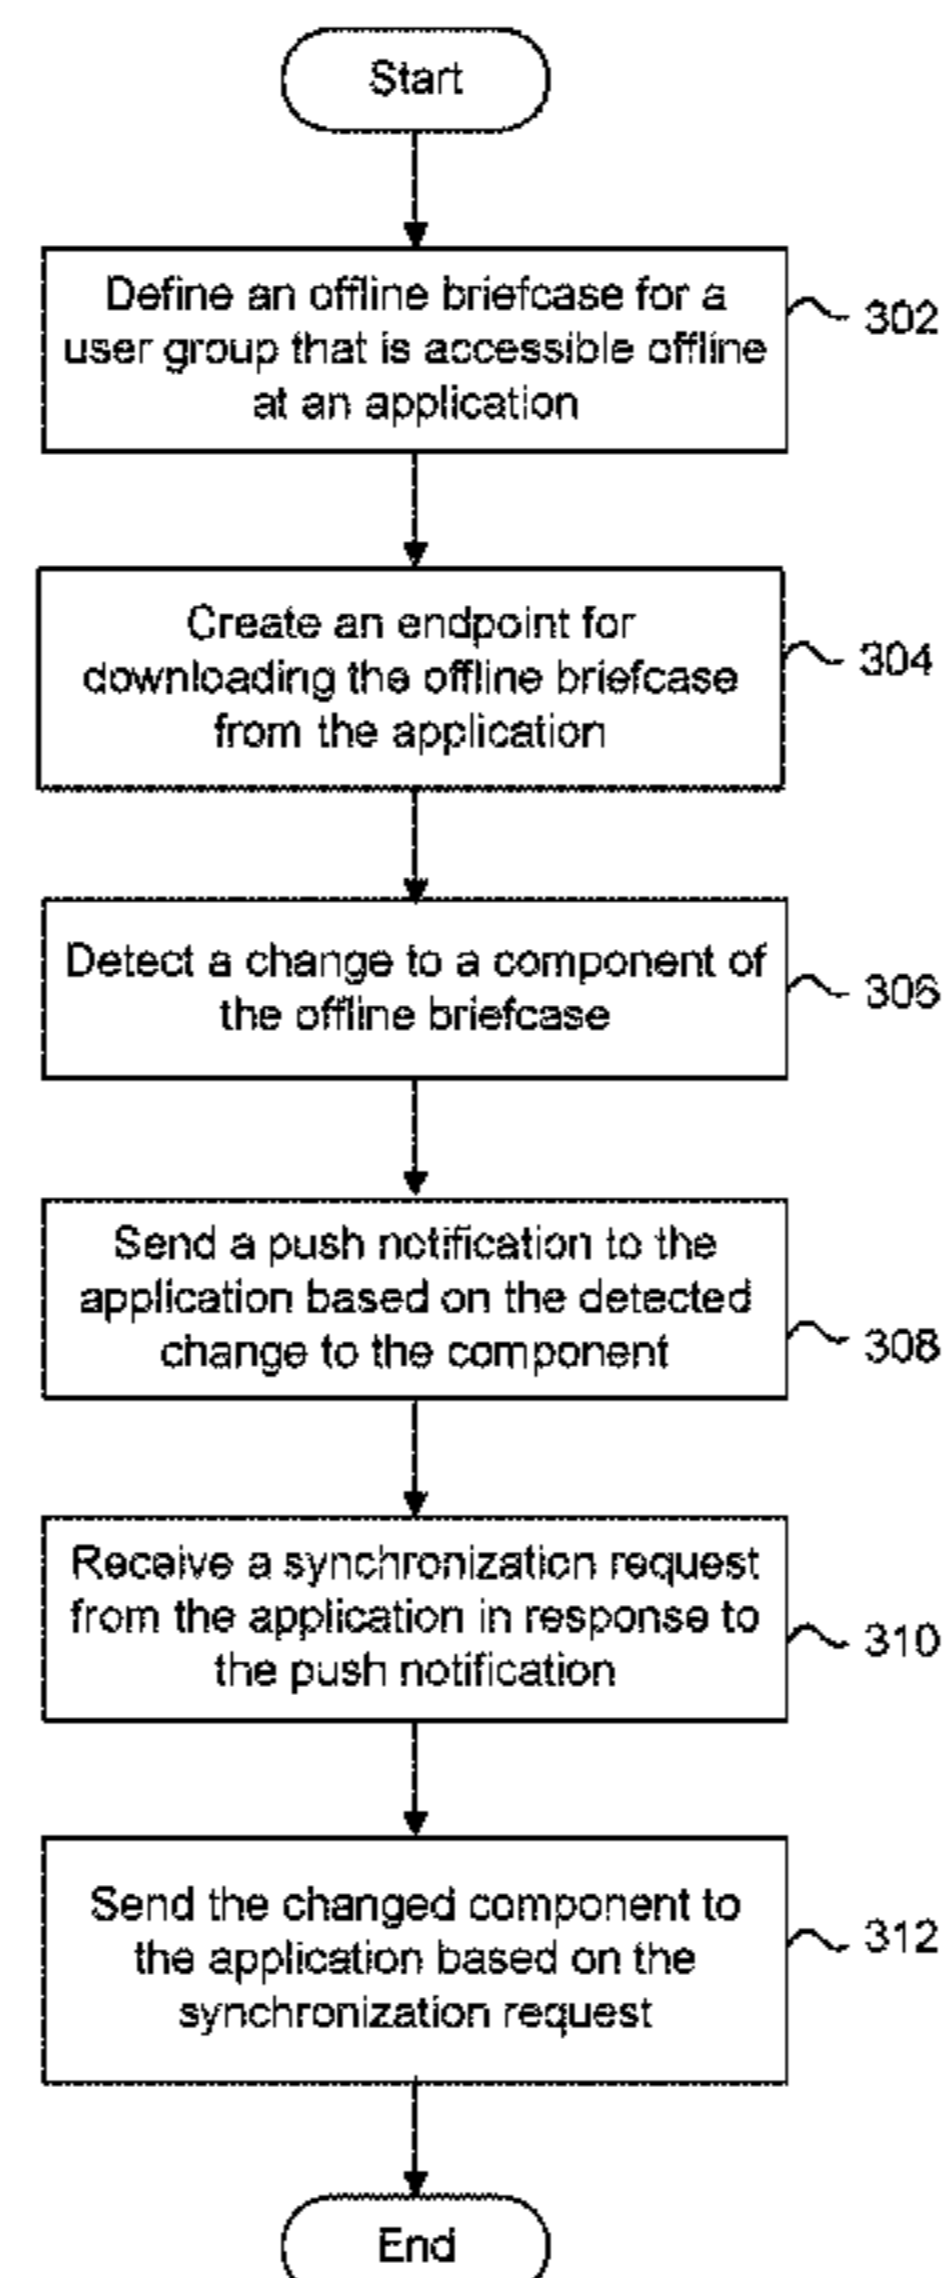 Start
Define an offline briefcase for a
user group that is accessible offline
at an application
302
Create an endpoint for
downloading the offline briefcase
from the application
304
Detect a change to a component of
the offline briefcase
306
Send a push notification to the
application based on the detected
change to the component
308
Receive a synchronization request
from the application in response to
the push notification
310
Send the changed component to
the application based on the
synchronization request
312
End